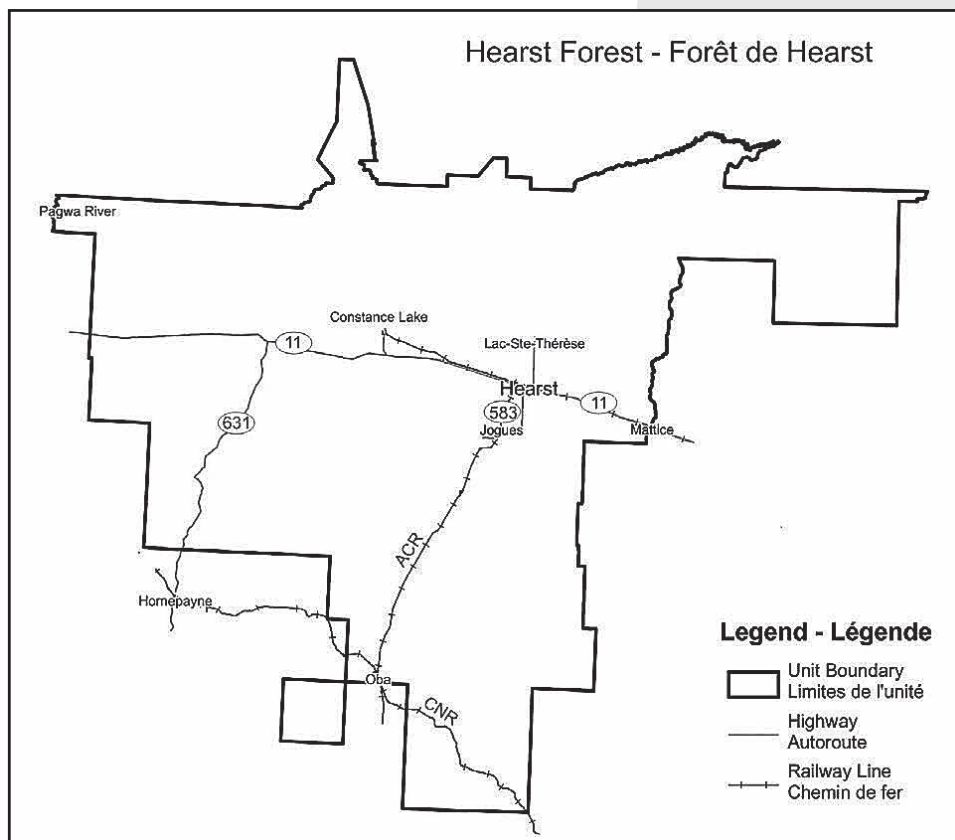 Hearst Forest - Forêt de Hearst
Pagwa River
Constance Lake
Lac-Ste-Thérèse
11
Hearst
11
583
631
Jogues
Mattice
ACR
Hornepayne
Oba
CNR
Legend - Légende
Unit Boundary
Limites de l'unité
Highway
Autoroute
Railway Line
Chemin de fer